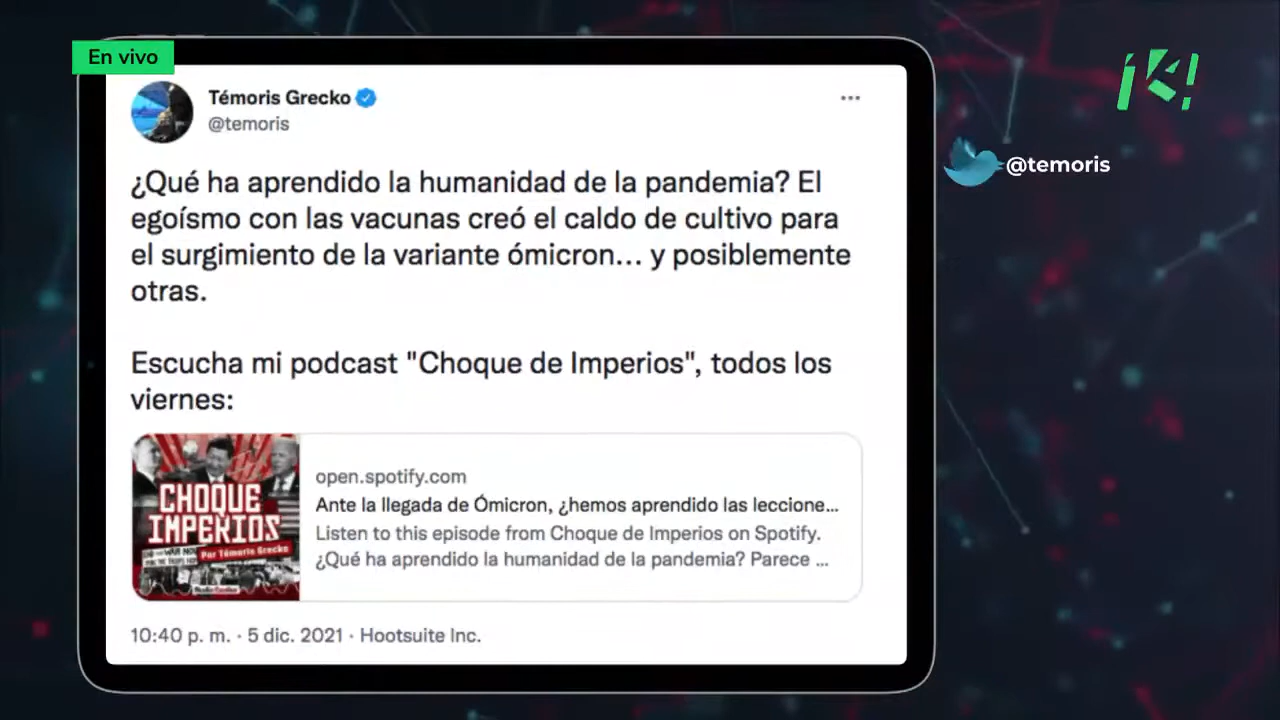 En vivo
Témoris Grecko
@temoris
@temoris
¿Qué ha aprendido la humanidad de la pandemia? El
egoísmo con las vacunas creó el caldo de cultivo para
el surgimiento de la variante ómicron... y posiblemente
otras.
Escucha mi podcast "Choque de Imperios", todos los
viernes:
CHOQUE
IMPERIOS
Por Témoris Grecko
open.spotify.com
Ante la llegada de Ómicron, ¿hemos aprendido las leccione...
Listen to this episode from Choque de Imperios on Spotify.
¿Qué ha aprendido la humanidad de la pandemia? Parece ...
10:40 p. m. · 5 dic. 2021 · Hootsuite Inc.